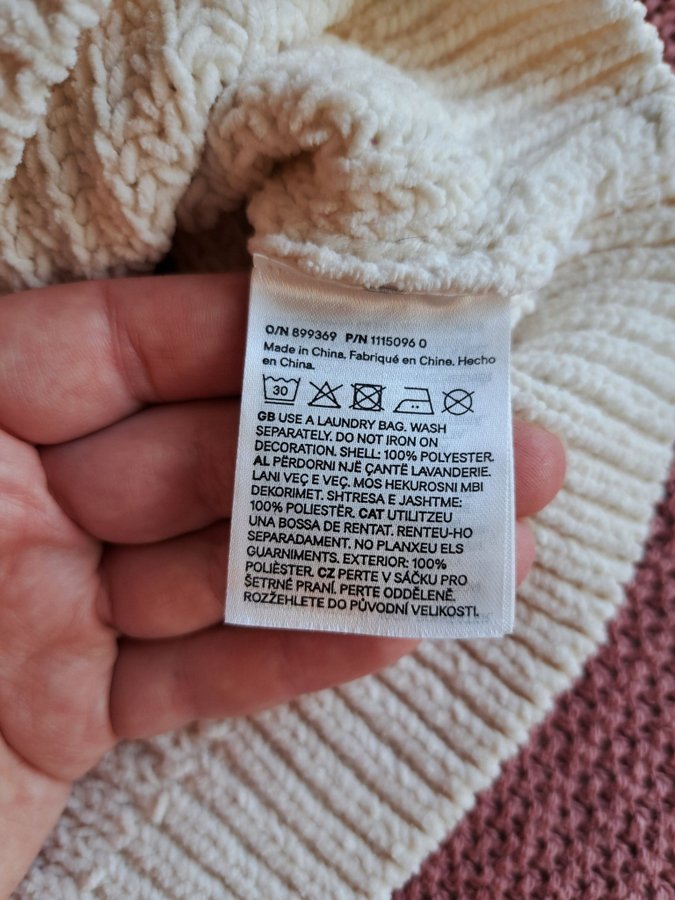 O/N 899369 P/N 1115096 0
Made in China. Fabriqué en Chine. Hecho
en China.
30
GB USE A LAUNDRY BAG. WASH
SEPARATELY. DO NOT IRON ON
DECORATION. SHELL: 100% POLYESTER.
AL PËRDORNI NJË ÇANTË LAVANDERIE.
LANI VEÇ E VEÇ. MOS HEKUROSNI MBI
DEKORIMET. SHTRESA E JASHTME:
100% POLIESTËR. CAT UTILITZEU
UNA BOSSA DE RENTAT. RENTEU-HO
SEPARADAMENT. NO PLANXEU ELS
GUARNIMENTS. EXTERIOR: 100%
POLIÈSTER. CZ PERTE V SÁČKU PRO
ŠETRNÉ PRANÍ. PERTE ODDĚLENĚ.
ROZŽEHLETE DO PŮVODNÍ VELIKOSTI.